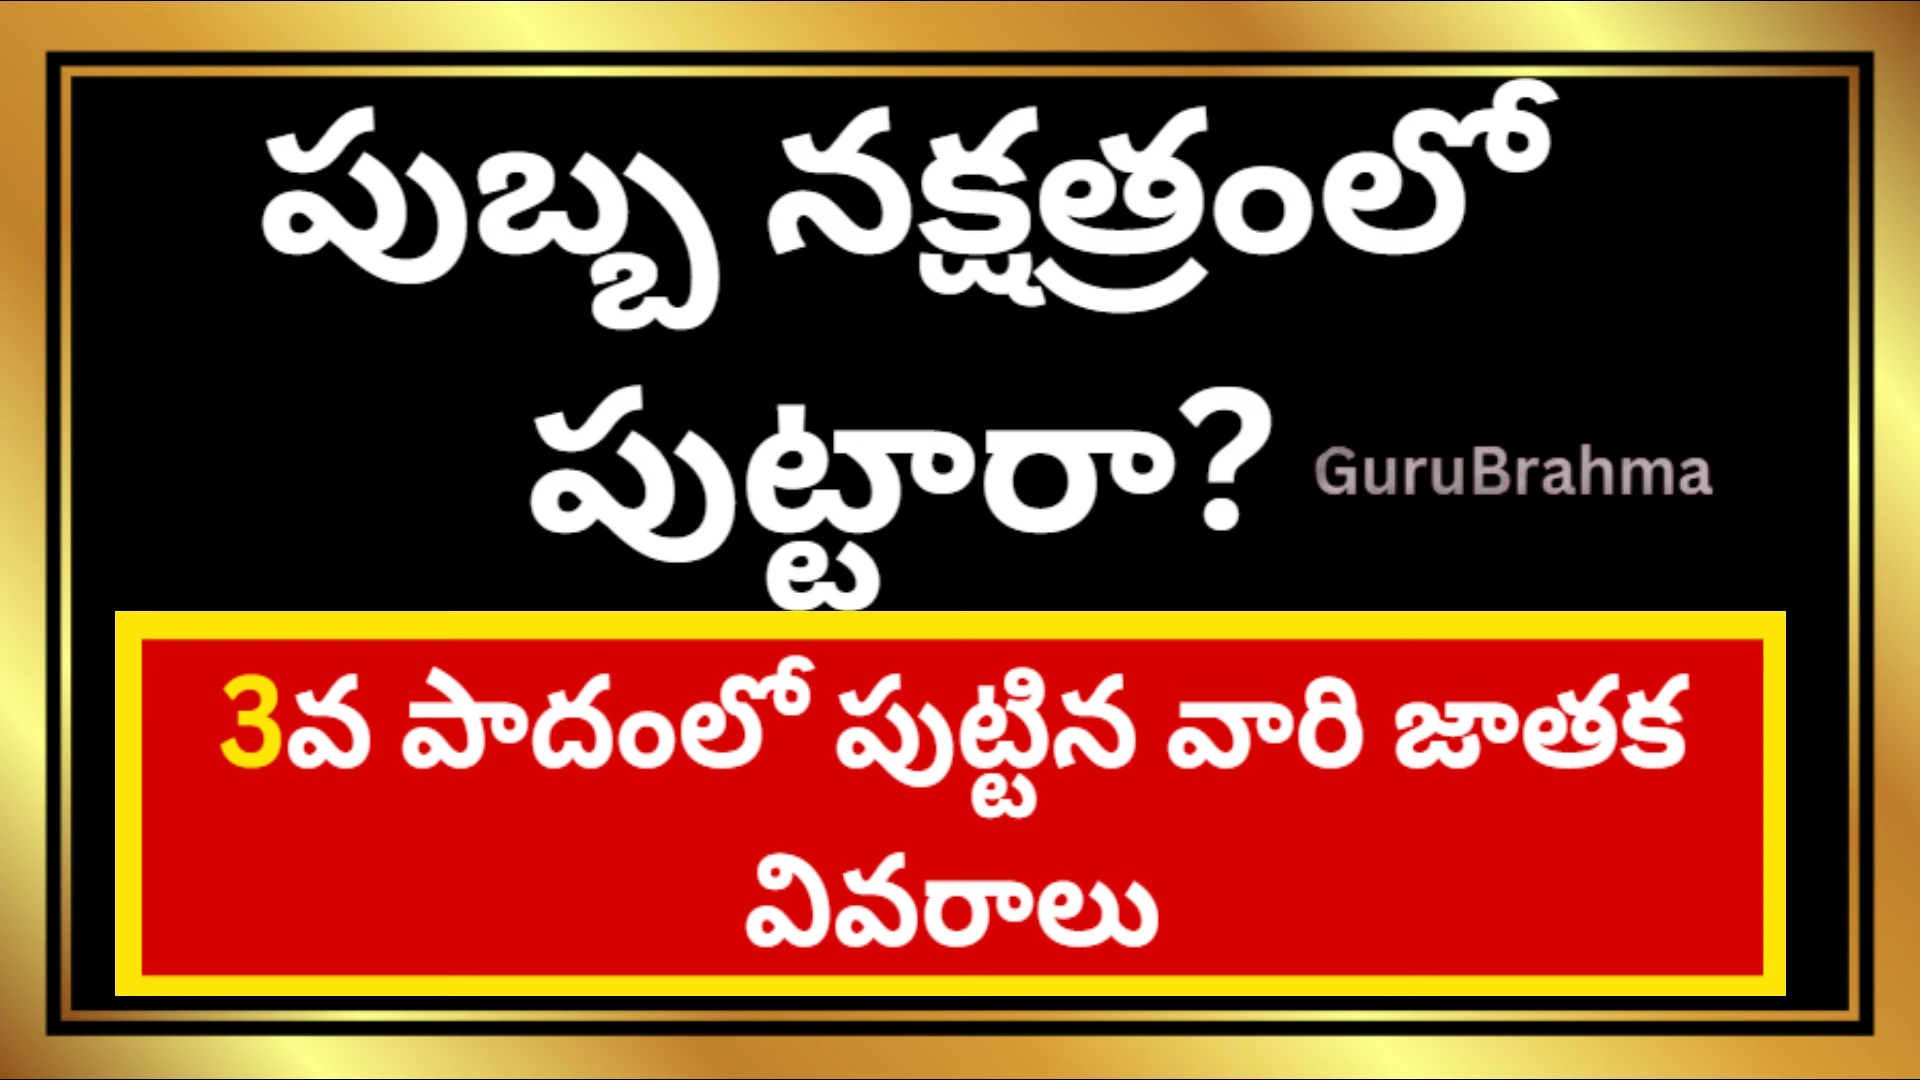 పుబ్బ నక్షత్రంలో
పుట్టారా?
GuruBrahma
3వ పాదంలో పుట్టిన వారి జాతక
వివరాలు